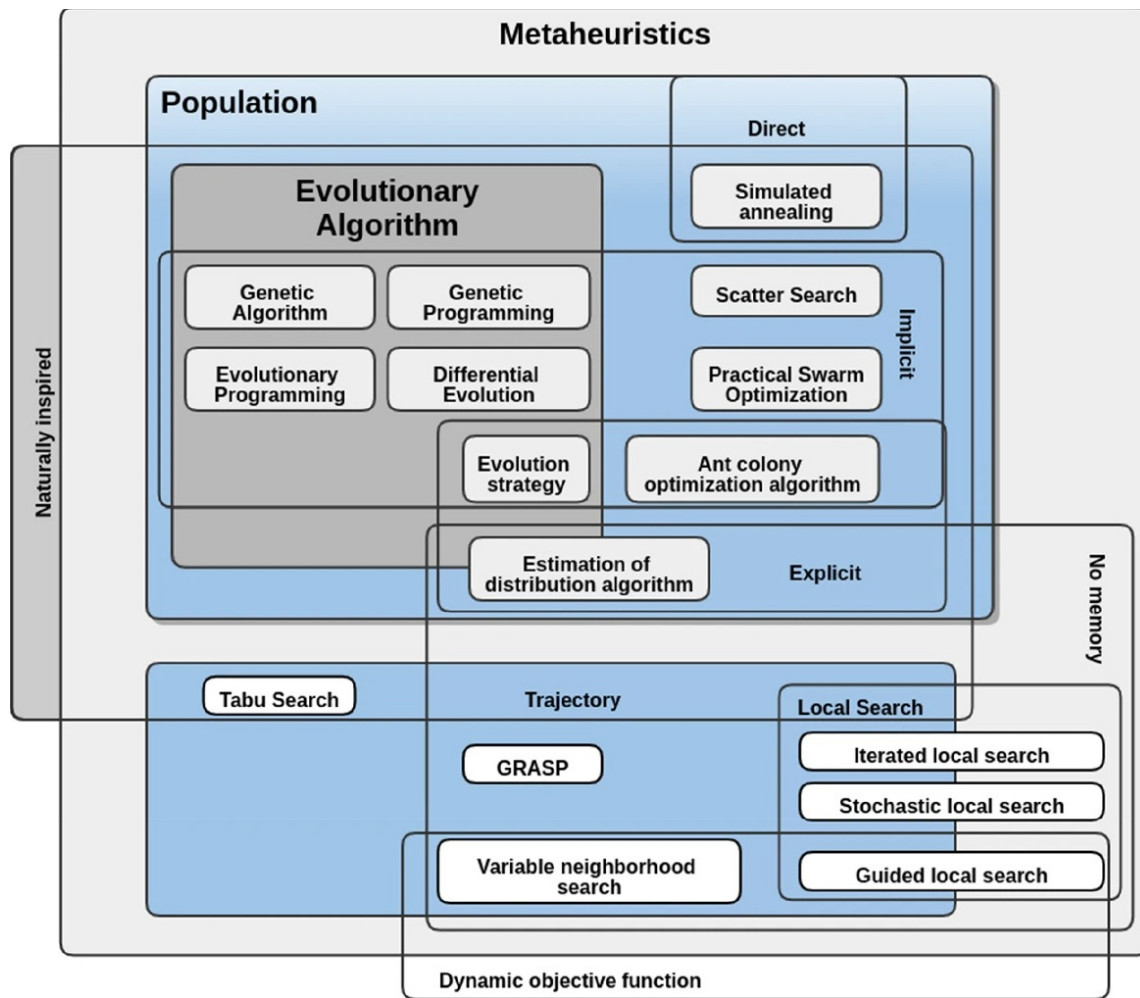 Metaheuristics
Population
Direct
Evolutionary
Algorithm
Simulated
annealing
Genetic
Algorithm
Genetic
Programming
Scatter Search
Implicit
Evolutionary
Programming
Differential
Evolution
Practical Swarm
Optimization
Naturally inspired
Evolution
strategy
Ant colony
optimization algorithm
Estimation of
distribution algorithm
Explicit
No memory
Tabu Search
Trajectory
Local Search
GRASP
Iterated local search
Stochastic local search
Variable neighborhood
search
Guided local search
Dynamic objective function